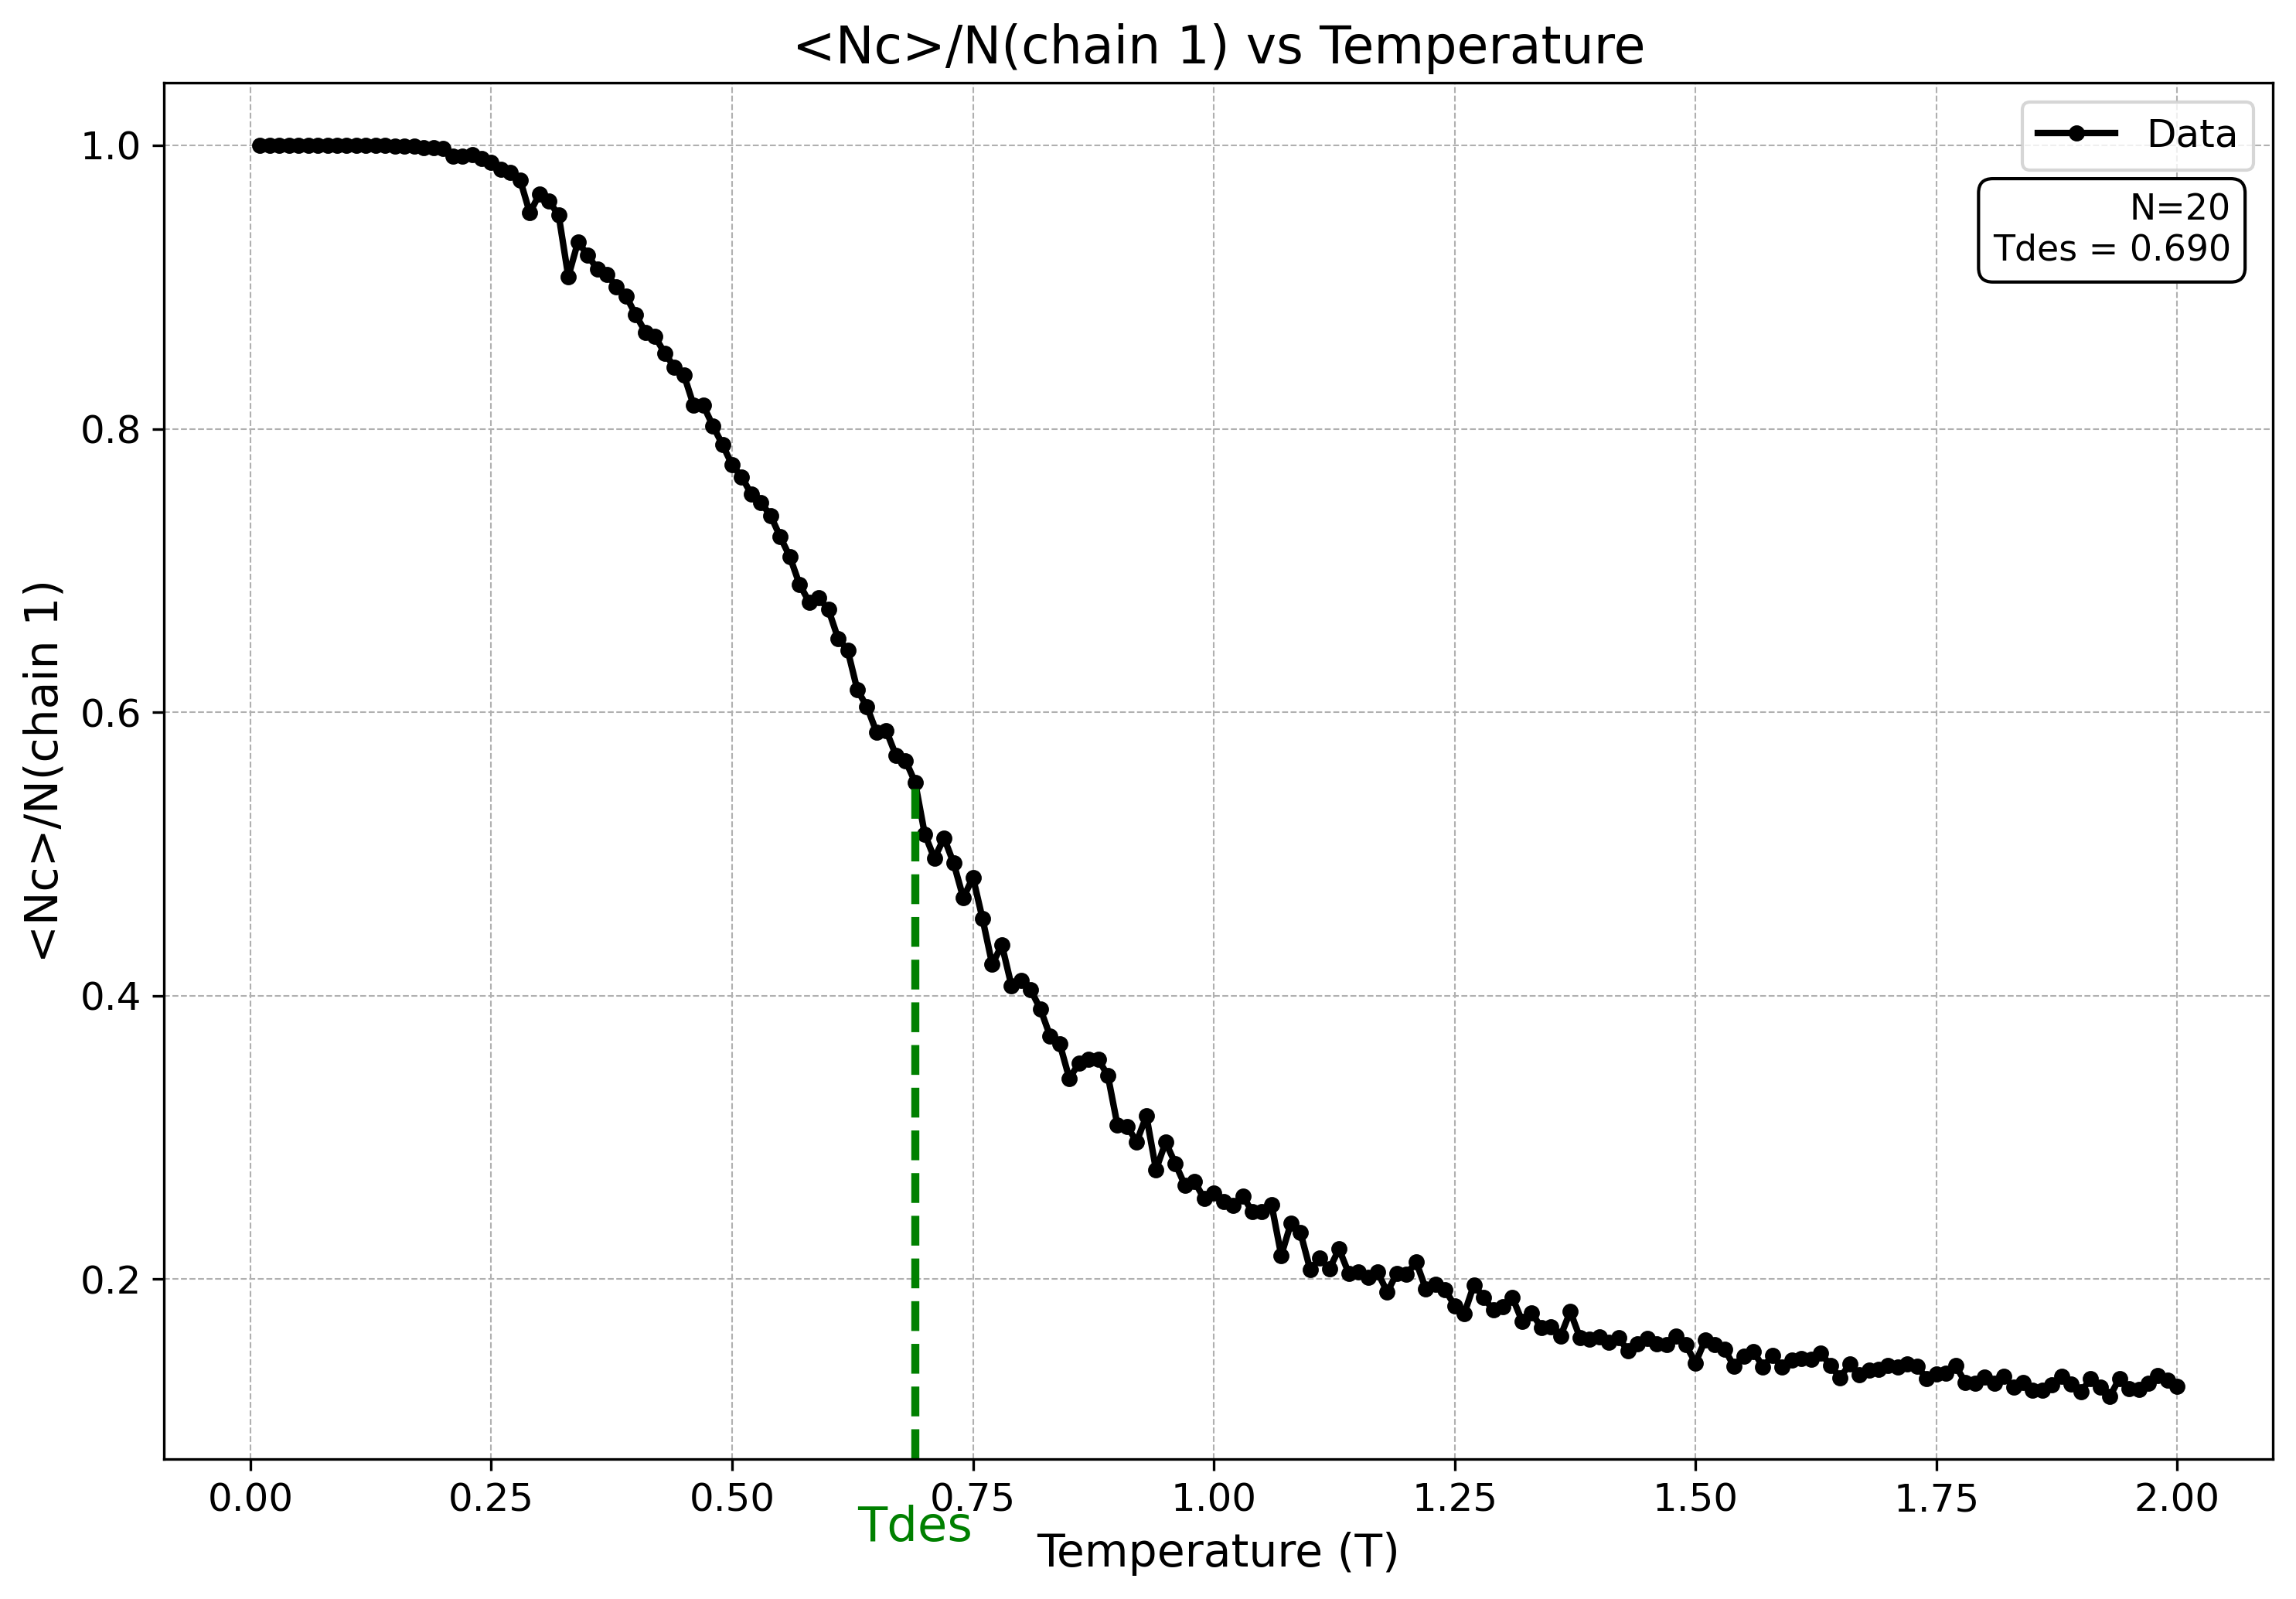 <Nc>/N(chain 1) vs Temperature
Data
N=20
Tdes = 0.690
<Nc>/N(chain 1)
1.0
0.8
0.6
0.4
0.2
0.00 0.25 0.50 0.75 1.00 1.25 1.50 1.75 2.00
Tdes
Temperature (T)